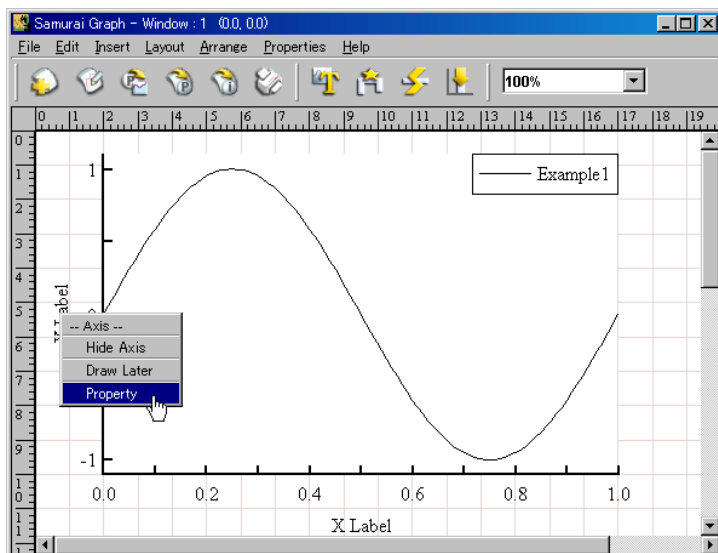 Samurai Graph - Window : 1 (0.0, 0.0)
File Edit Insert Layout Arrange Properties Help
100%
0 1 2 3 4 5 6 7 8 9 10 11 12 13 14 15 16 17 18 19
0
1
2
3
4
5
6
7
8
9
10
11
1
-1
Example1
Label
-- Axis --
Hide Axis
Draw Later
Property
0.0 0.2 0.4 0.6 0.8 1.0
X Label